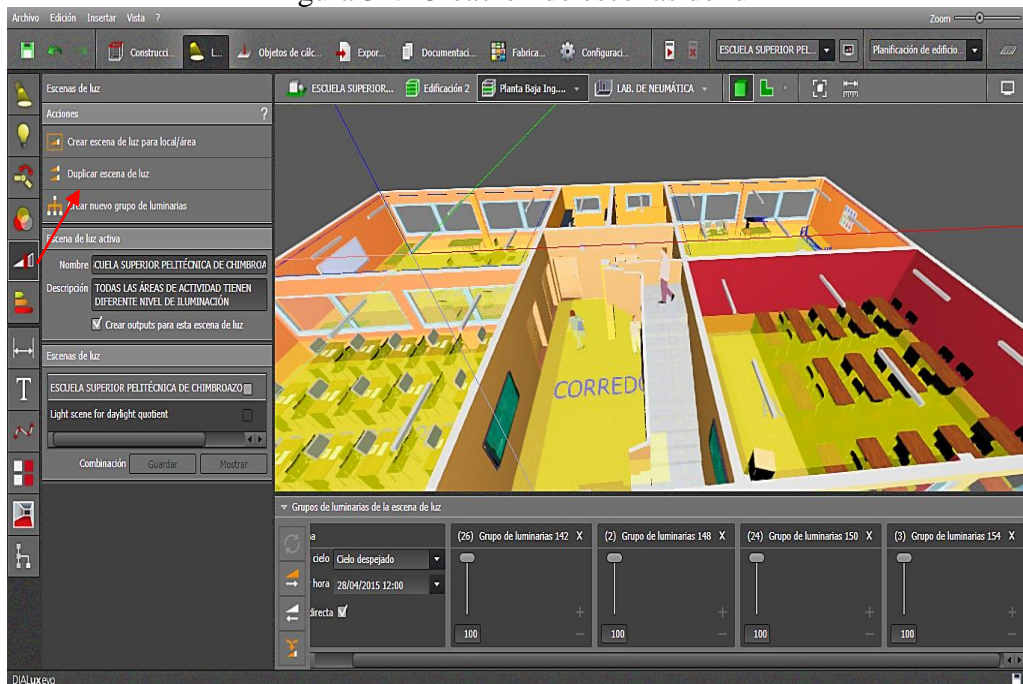 Archivo Edición Insertar Vista ?
Zoom
Construcci... L... Objetos de cálc... Expor... Documentaci... Fabrica... Configuraci... ESCUELA SUPERIOR PEL... Planificación de edificio...
Escenas de luz
ESCUELA SUPERIOR... Edificación 2 Planta Baja Ing.... LAB. DE NEUMÁTICA
Acciones ?
Crear escena de luz para local/área
Duplicar escena de luz
Crear nuevo grupo de luminarias
Escena de luz activa
Nombre CUELA SUPERIOR PELITÉCNICA DE CHIMBROA
Descripción TODAS LAS ÁREAS DE ACTIVIDAD TIENEN
DIFERENTE NIVEL DE ILUMINACIÓN
Crear outputs para esta escena de luz
Escenas de luz
ESCUELA SUPERIOR PELITÉCNICA DE CHIMBROAZO
Light scene for daylight quotient
Combinación Guardar Mostrar
T
CORREDO
Grupos de luminarias de la escena de luz
(26) Grupo de luminarias 142 X (2) Grupo de luminarias 148 X (24) Grupo de luminarias 150 X (3) Grupo de luminarias 154 X
cielo Cielo despejado
hora 28/04/2015 12:00
directa
100 100 100 100
DIALux evo